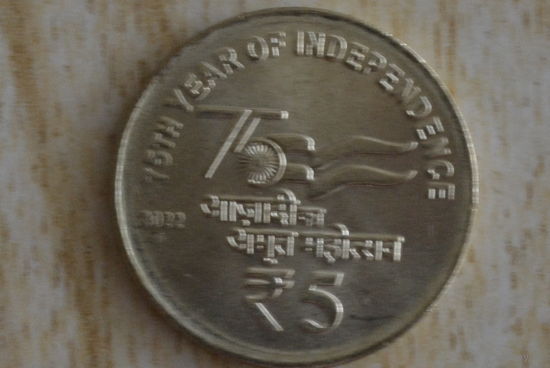 75TH YEAR OF INDEPENDENCE
75
2022
आज़ादी का
अमृत महोत्सव
₹5